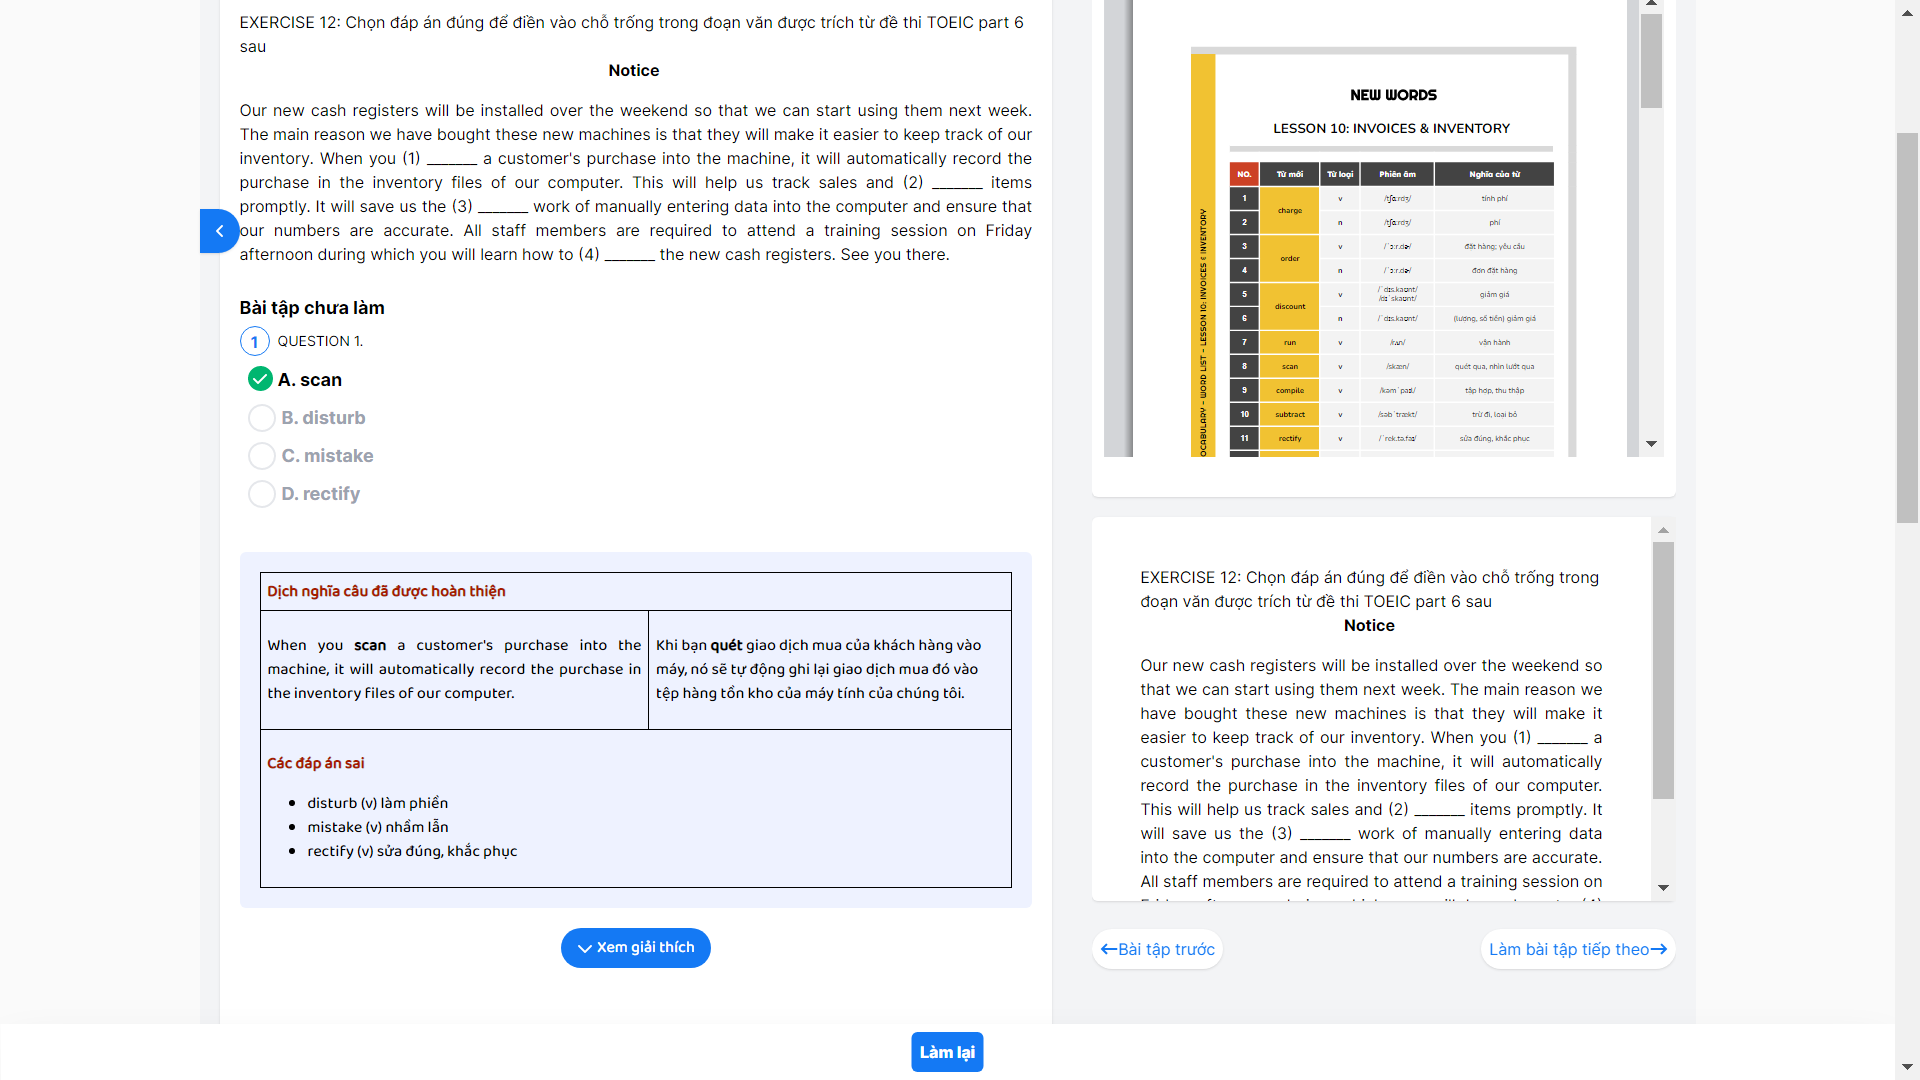 EXERCISE 12: Chọn đáp án đúng để điền vào chỗ trống trong đoạn văn được trích từ đề thi TOEIC part 6
sau
Notice
Our new cash registers will be installed over the weekend so that we can start using them next week.
The main reason we have bought these new machines is that they will make it easier to keep track of our
inventory. When you (1) _______ a customer's purchase into the machine, it will automatically record the
purchase in the inventory files of our computer. This will help us track sales and (2) _______ items
promptly. It will save us the (3) _______ work of manually entering data into the computer and ensure that
our numbers are accurate. All staff members are required to attend a training session on Friday
afternoon during which you will learn how to (4) _______ the new cash registers. See you there.
Bài tập chưa làm
1 QUESTION 1.
A. scan
B. disturb
C. mistake
D. rectify
Dịch nghĩa câu đã được hoàn thiện
When you scan a customer's purchase into the
machine, it will automatically record the purchase in
the inventory files of our computer.
Khi bạn quét giao dịch mua của khách hàng vào
máy, nó sẽ tự động ghi lại giao dịch mua đó vào
tệp hàng tồn kho của máy tính của chúng tôi.
Các đáp án sai
disturb (v) làm phiền
mistake (v) nhầm lẫn
rectify (v) sửa đúng, khắc phục
Xem giải thích
NEW WORDS
LESSON 10: INVOICES & INVENTORY
OCABULARY - WORD LIST - LESSON 10: INVOICES & INVENTORY
NO. Từ mới Từ loại Phiên âm Nghĩa của từ
1 charge v /tʃɑːrdʒ/ tính phí
2 n /tʃɑːrdʒ/ phí
3 order v /ˈɔːr.dɚ/ đặt hàng; yêu cầu
4 n /ˈɔːr.dɚ/ đơn đặt hàng
5 discount v /ˈdɪs.kaʊnt/
/dɪˈskaʊnt/ giảm giá
6 n /ˈdɪs.kaʊnt/ (lượng, số tiền) giảm giá
7 run v /rʌn/ vận hành
8 scan v /skæn/ quét qua, nhìn lướt qua
9 compile v /kəmˈpaɪl/ tập hợp, thu thập
10 subtract v /səbˈtrækt/ trừ đi, loại bỏ
11 rectify v /ˈrek.tə.faɪ/ sửa đúng, khắc phục
EXERCISE 12: Chọn đáp án đúng để điền vào chỗ trống trong
đoạn văn được trích từ đề thi TOEIC part 6 sau
Notice
Our new cash registers will be installed over the weekend so
that we can start using them next week. The main reason we
have bought these new machines is that they will make it
easier to keep track of our inventory. When you (1) _______ a
customer's purchase into the machine, it will automatically
record the purchase in the inventory files of our computer.
This will help us track sales and (2) _______ items promptly. It
will save us the (3) _______ work of manually entering data
into the computer and ensure that our numbers are accurate.
All staff members are required to attend a training session on
Bài tập trước
Làm bài tập tiếp theo
Làm lại